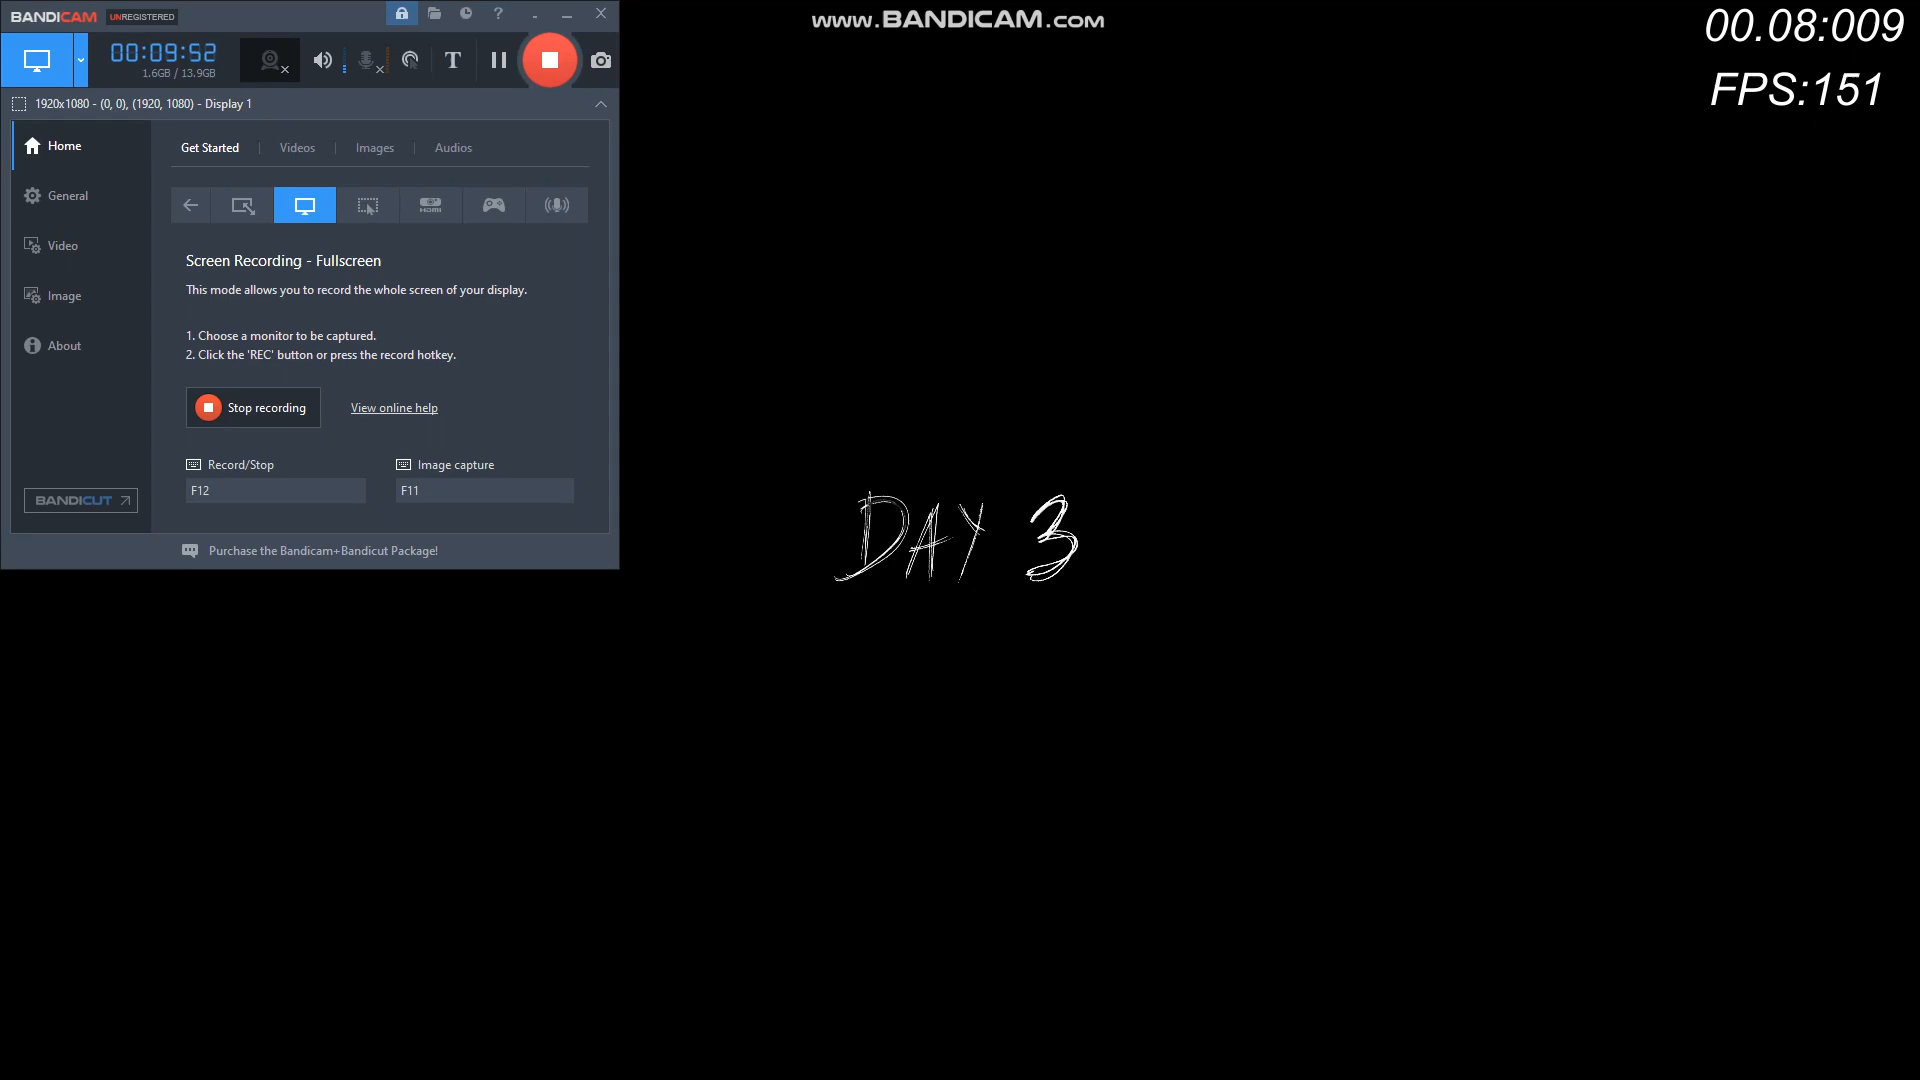 BANDICAM UNREGISTERED
www.BANDICAM.com
00.08:009
FPS:151
00:09:52
1.6GB / 13.9GB
T
1920x1080 - (0, 0), (1920, 1080) - Display 1
Home
General
Video
Image
About
BANDICUT
Get Started | Videos | Images | Audios
HDMI
Screen Recording - Fullscreen
This mode allows you to record the whole screen of your display.
1. Choose a monitor to be captured.
2. Click the 'REC' button or press the record hotkey.
Stop recording
View online help
Record/Stop
Image capture
F12
F11
Purchase the Bandicam+Bandicut Package!
DAY 3